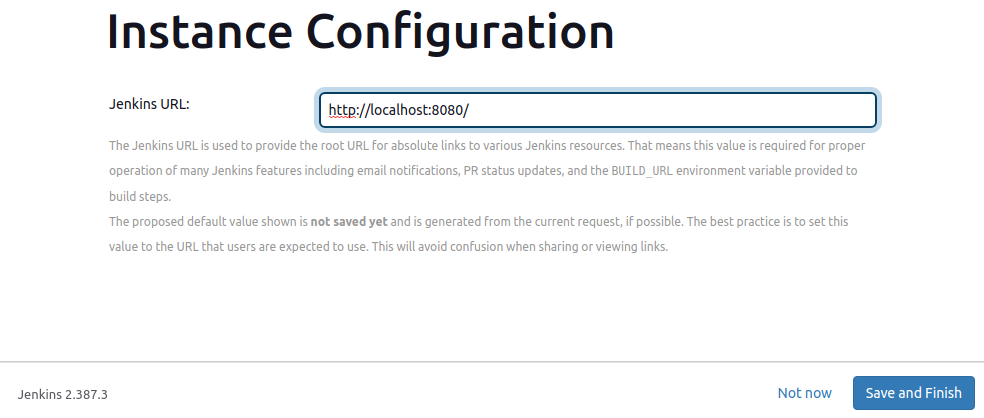 Instance Configuration
Jenkins URL:
http://localhost:8080/
The Jenkins URL is used to provide the root URL for absolute links to various Jenkins resources. That means this value is required for proper
operation of many Jenkins features including email notifications, PR status updates, and the BUILD_URL environment variable provided to
build steps.
The proposed default value shown is not saved yet and is generated from the current request, if possible. The best practice is to set this
value to the URL that users are expected to use. This will avoid confusion when sharing or viewing links.
Jenkins 2.387.3
Not now
Save and Finish